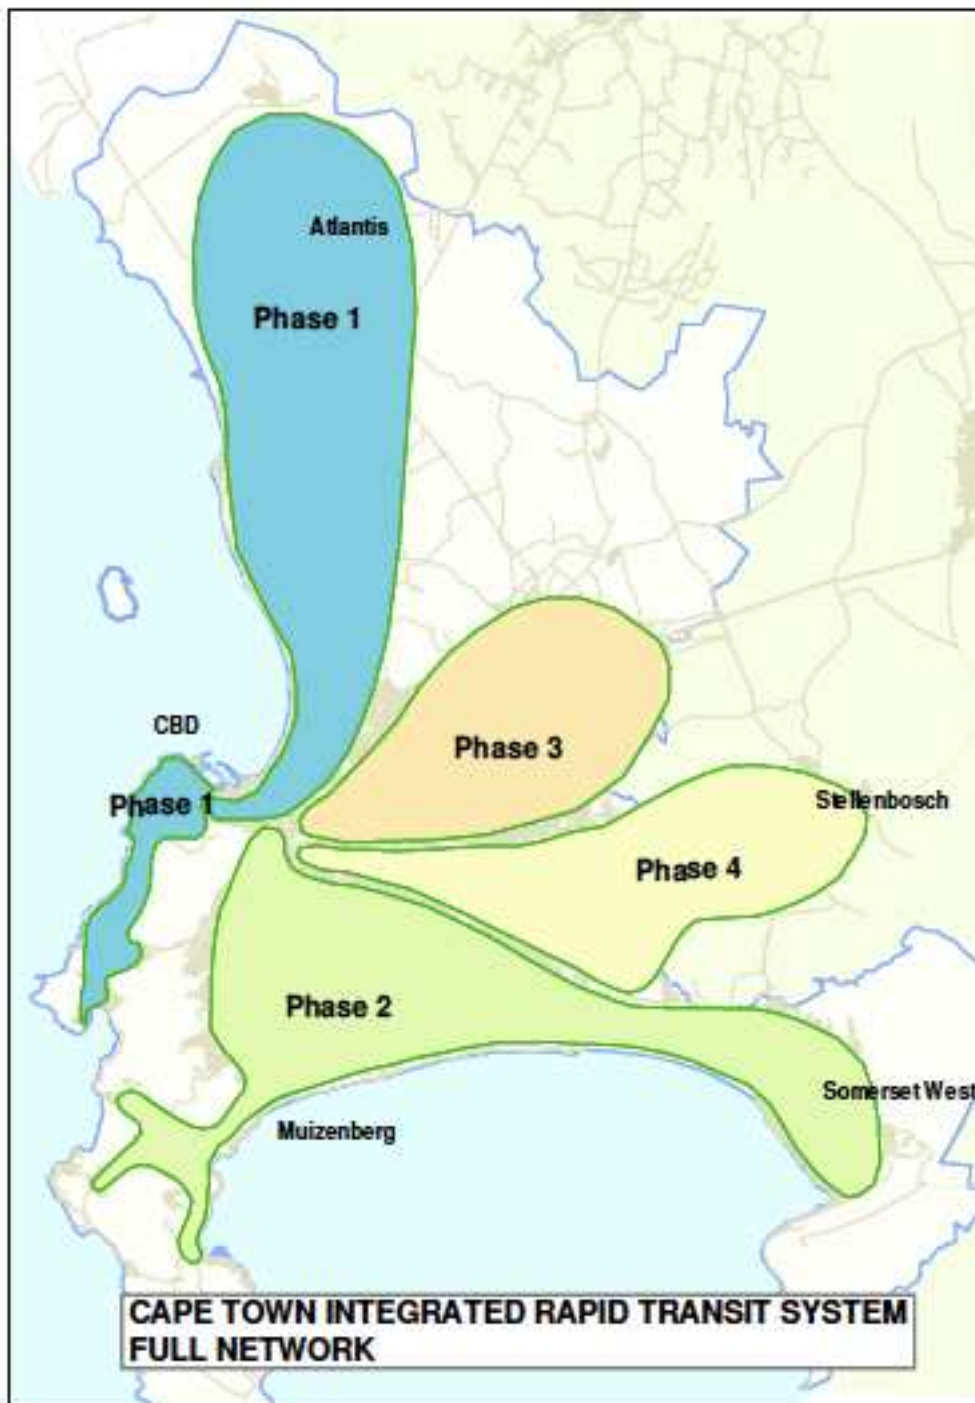 Atlantis
Phase 1
CBD
Phase 3
Phase 1
Stellenbosch
Phase 4
Phase 2
Somerset West
Muizenberg
CAPE TOWN INTEGRATED RAPID TRANSIT SYSTEM
FULL NETWORK